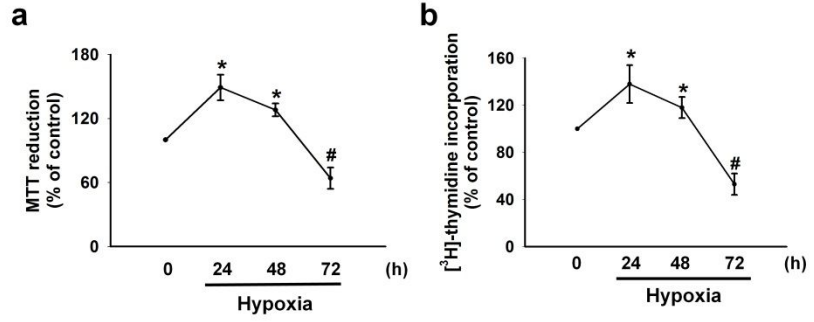 a
MTT reduction
(% of control)
180
120
60
0
*
*
#
0 24 48 72 (h)
Hypoxia
b
[³H]-thymidine incorporation
(% of control)
160
120
80
40
0
*
*
#
0 24 48 72 (h)
Hypoxia